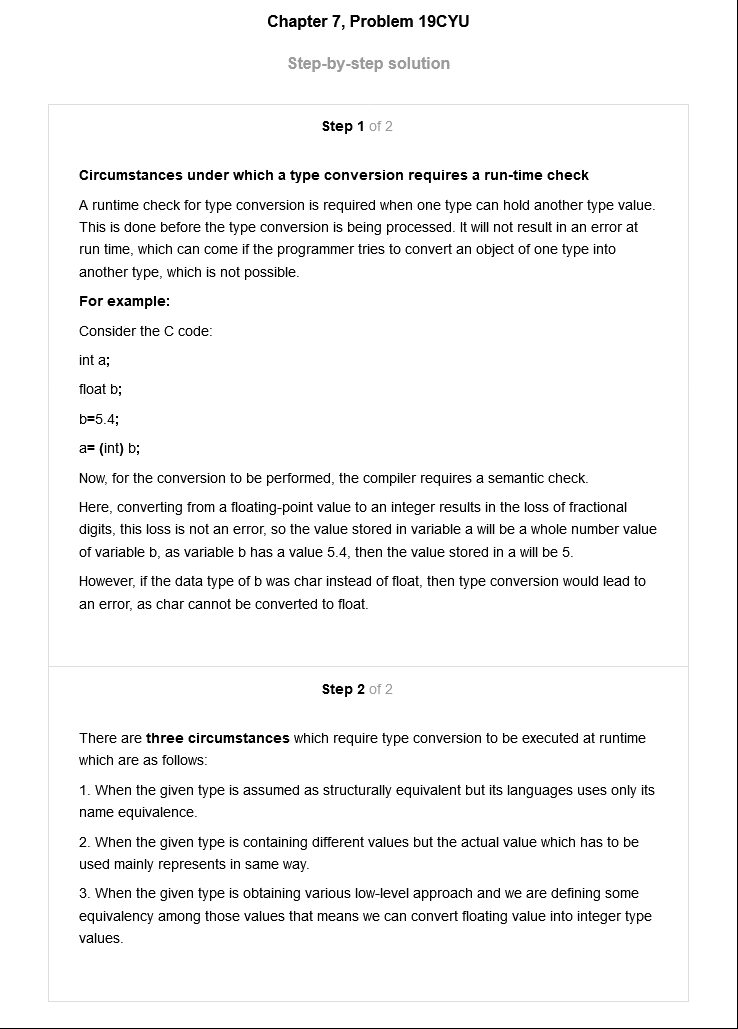 Chapter 7, Problem 19CYU
Step-by-step solution
Step 1 of 2
Circumstances under which a type conversion requires a run-time check
A runtime check for type conversion is required when one type can hold another type value.
This is done before the type conversion is being processed. It will not result in an error at
run time, which can come if the programmer tries to convert an object of one type into
another type, which is not possible.
For example:
Consider the C code:
int a;
float b;
b=5.4;
a= (int) b;
Now, for the conversion to be performed, the compiler requires a semantic check.
Here, converting from a floating-point value to an integer results in the loss of fractional
digits, this loss is not an error, so the value stored in variable a will be a whole number value
of variable b, as variable b has a value 5.4, then the value stored in a will be 5.
However, if the data type of b was char instead of float, then type conversion would lead to
an error, as char cannot be converted to float.
Step 2 of 2
There are three circumstances which require type conversion to be executed at runtime
which are as follows:
1. When the given type is assumed as structurally equivalent but its languages uses only its
name equivalence.
2. When the given type is containing different values but the actual value which has to be
used mainly represents in same way.
3. When the given type is obtaining various low-level approach and we are defining some
equivalency among those values that means we can convert floating value into integer type
values.